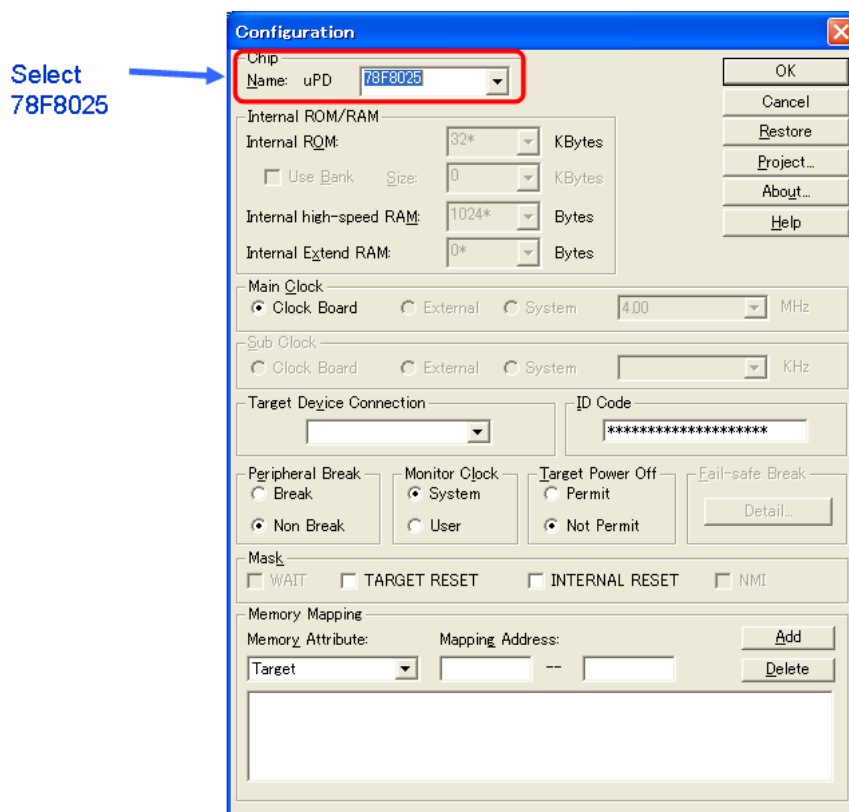 Configuration
Select
78F8025
Chip
Name: uPD 78F8025
OK
Cancel
Restore
Project...
About...
Help
Internal ROM/RAM
Internal ROM: 32* KBytes
Use Bank Size: 0 KBytes
Internal high-speed RAM: 1024* Bytes
Internal Extend RAM: 0* Bytes
Main Clock
Clock Board External System 4.00 MHz
Sub Clock
Clock Board External System KHz
Target Device Connection
ID Code
********************
Peripheral Break
Break
Non Break
Monitor Clock
System
User
Target Power Off
Permit
Not Permit
Fail-safe Break
Detail...
Mask
WAIT TARGET RESET INTERNAL RESET NMI
Memory Mapping
Memory Attribute: Mapping Address: Add
Target -- Delete